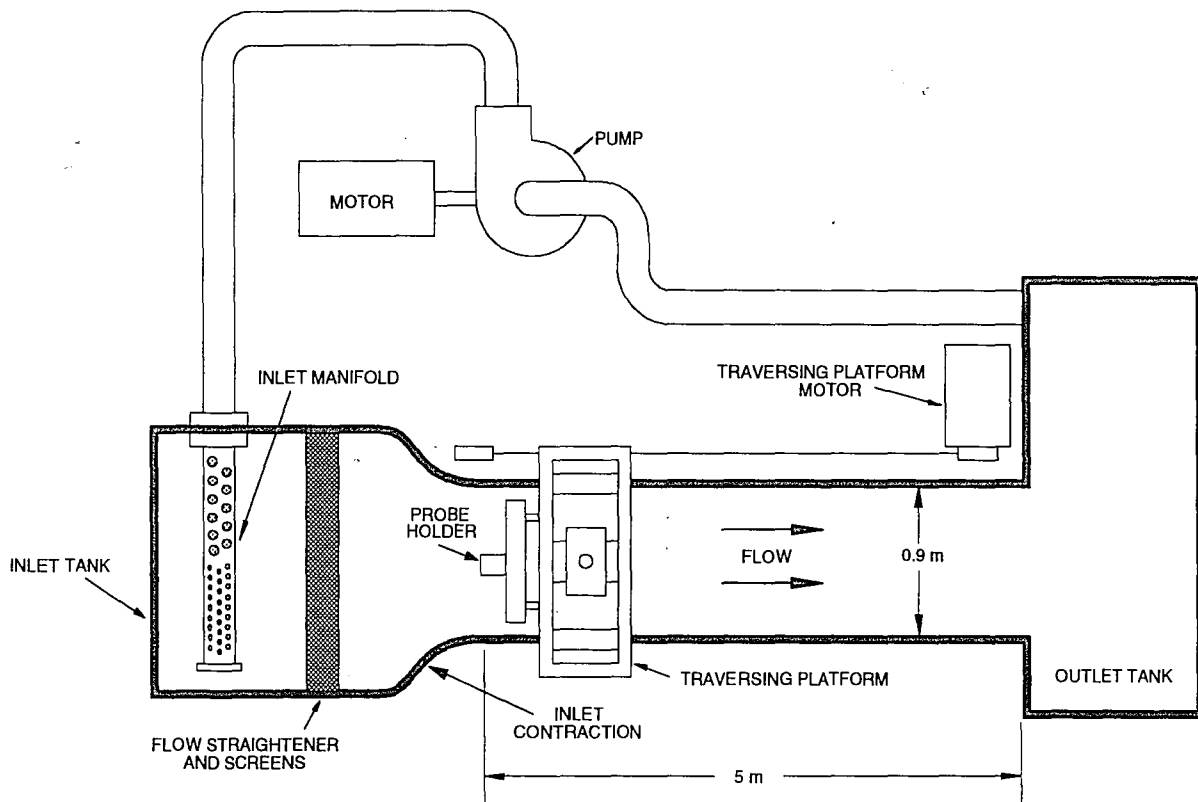 PUMP
MOTOR
INLET MANIFOLD
TRAVERSING PLATFORM
MOTOR
PROBE
HOLDER
FLOW
0.9 m
INLET TANK
TRAVERSING PLATFORM
OUTLET TANK
INLET
CONTRACTION
FLOW STRAIGHTENER
AND SCREENS
5 m